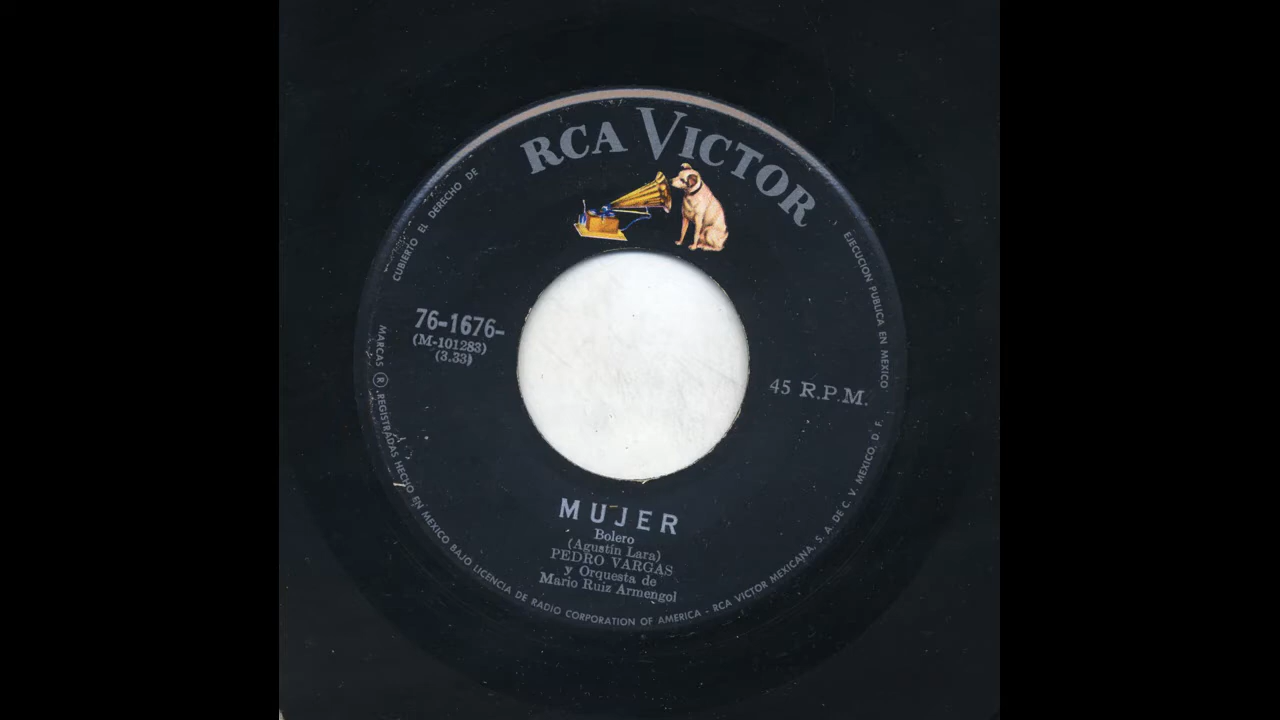 RCA VICTOR
CUBIERTO EL DERECHO DE
EJECUCION PUBLICA EN MEXICO
76-1676-
(M-101283)
(3.33)
45 R.P.M.
MUJER
Bolero
(Agustín Lara)
PEDRO VARGAS
y Orquesta de
Mario Ruiz Armengol
MARCAS ® REGISTRADAS HECHO EN MEXICO BAJO LICENCIA DE RADIO CORPORATION OF AMERICA - RCA VICTOR MEXICANA, S. A. DE C. V. MEXICO, D. F.